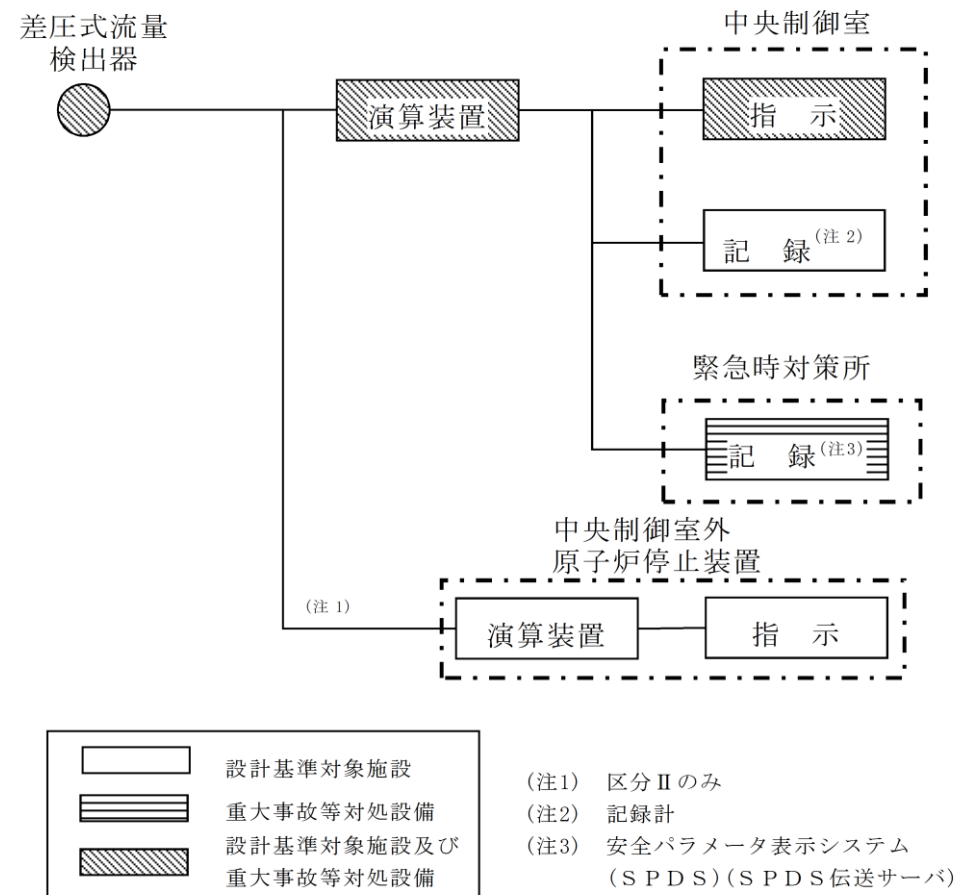 差圧式流量
検出器
中央制御室
演算装置
指　示
記　録(注 2)
緊急時対策所
記　録(注3)
中央制御室外
原子炉停止装置
(注 1)
演算装置
指　示
設計基準対象施設
重大事故等対処設備
設計基準対象施設及び
重大事故等対処設備
(注1)　区分Ⅱのみ
(注2)　記録計
(注3)　安全パラメータ表示システム
(ＳＰＤＳ)(ＳＰＤＳ伝送サーバ)